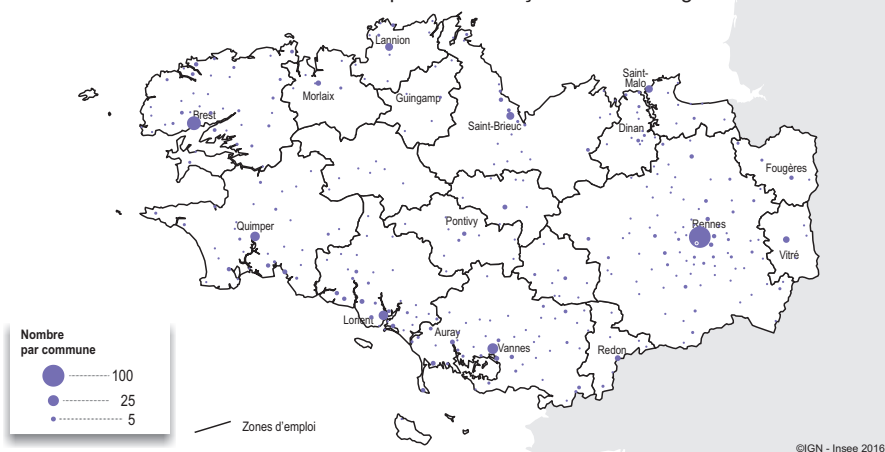 Lannion
Morlaix
Guingamp
Saint-
Malo
Brest
Saint-Brieuc
Dinan
Fougères
Quimper
Pontivy
Rennes
Vitré
Lorient
Auray
Vannes
Redon
Nombre
par commune
100
25
5
Zones d'emploi
©IGN - Insee 2016